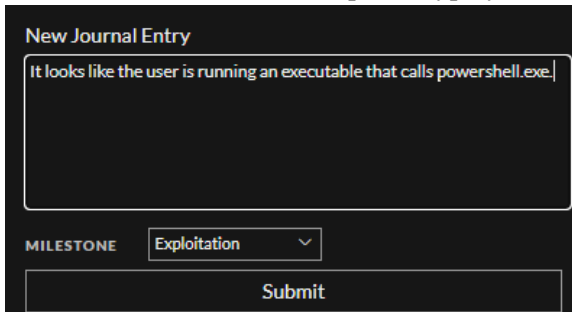 New Journal Entry
It looks like the user is running an executable that calls powershell.exe.
MILESTONE Exploitation
Submit